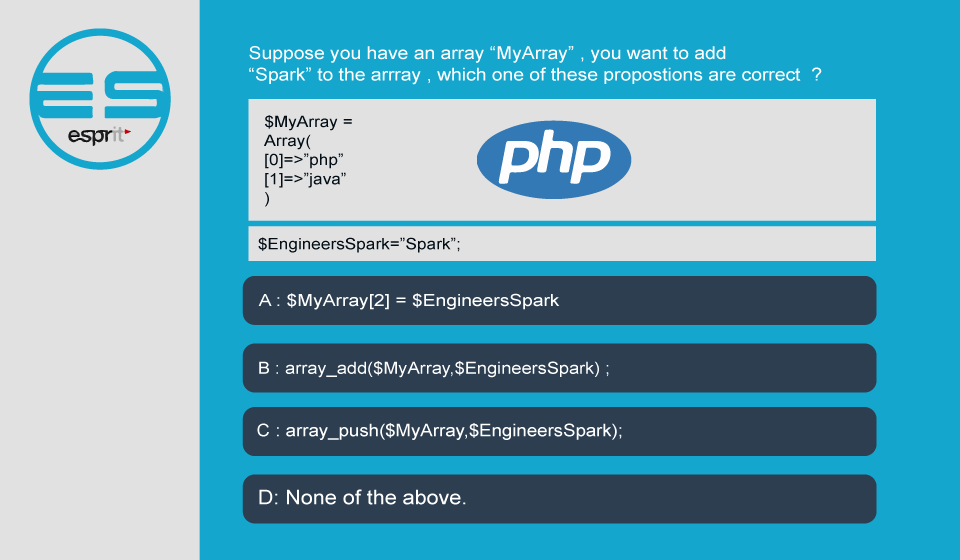 ES
esprit
Suppose you have an array “MyArray” , you want to add
“Spark” to the arrray , which one of these propostions are correct  ?
$MyArray =
Array(
[0]=>”php”
[1]=>”java”
)
php
$EngineersSpark=”Spark”;
A : $MyArray[2] = $EngineersSpark
B : array_add($MyArray,$EngineersSpark) ;
C : array_push($MyArray,$EngineersSpark);
D: None of the above.